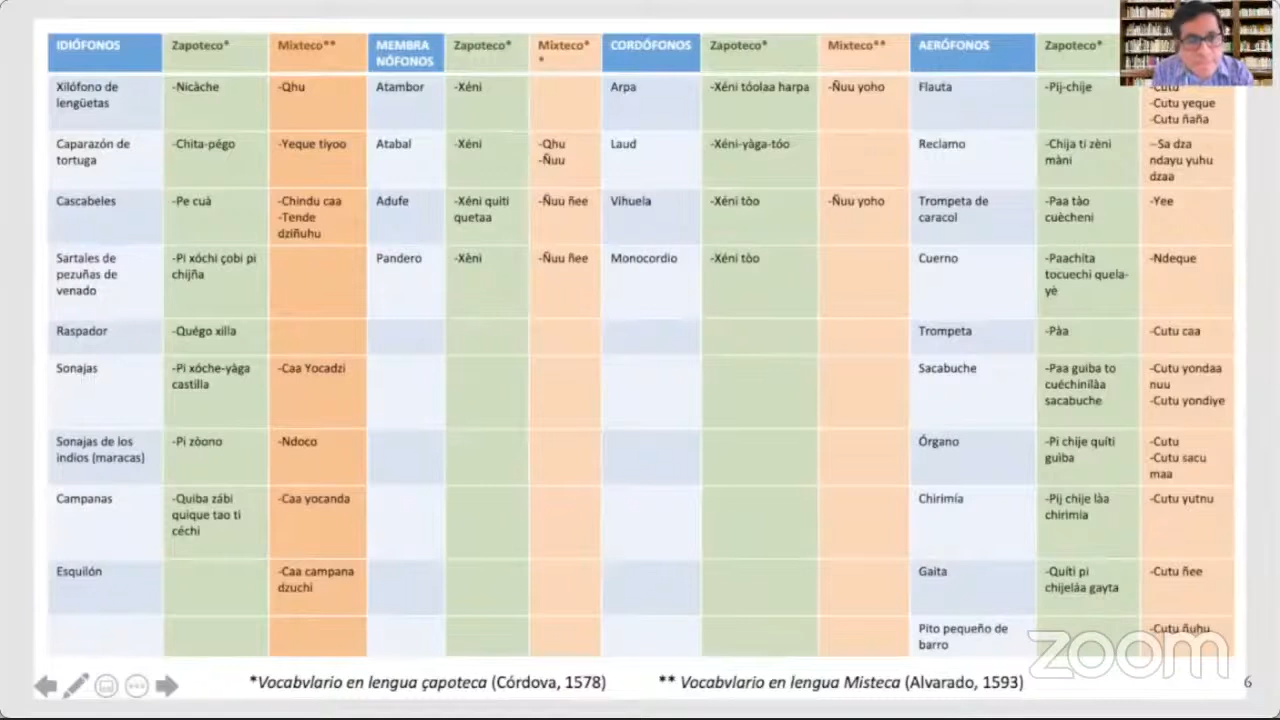 IDIÓFONOS Zapoteco* Mixteco** MEMBRA Zapoteco* Mixteco* CORDÓFONOS Zapoteco* Mixteco** AERÓFONOS Zapoteco*
NÓFONOS *
Xilófono de -Nicàche -Qhu Atambor -Xéni Arpa -Xéni tóolaa harpa -Ñuu yoho Flauta -Pij-chije -Cutu
lengüetas -Cutu yeque
-Cutu ñaña
Caparazón de -Chita-pégo -Yeque tiyoo Atabal -Xéni -Qhu Laud -Xéni-yàga-tóo Reclamo -Chija ti zèni –Sa dza
tortuga -Ñuu màni ndayu yuhu
dzaa
Cascabeles -Pe cuà -Chindu caa Adufe -Xéni quiti -Ñuu ñee Vihuela -Xéni tòo -Ñuu yoho Trompeta de -Paa tào -Yee
-Tende quetaa caracol cuècheni
dziñuhu
Sartales de -Pi xóchi çobi pi Pandero -Xèni -Ñuu ñee Monocordio -Xéni tòo Cuerno -Paachita -Ndeque
pezuñas de chijña tocuechi quela-
venado yè
Raspador -Quégo xilla Trompeta -Pàa -Cutu caa
Sonajas -Pi xóche-yàga -Caa Yocadzi Sacabuche -Paa guiba to -Cutu yondaa
castilla cuéchinilàa nuu
sacabuche -Cutu yondiye
Sonajas de los -Pi zòono -Ndoco Órgano -Pi chije quíti -Cutu
indios (maracas) guiba -Cutu sacu
maa
Campanas -Quiba zábi -Caa yocanda Chirimía -Pij chije làa -Cutu yutnu
quique tao ti chirimia
céchi
Esquilón -Caa campana Gaita -Quíti pi -Cutu ñee
dzuchi chijeláa gayta
Pito pequeño de -Cutu ñuhu
barro
zoom
*Vocabvlario en lengua çapoteca (Córdova, 1578) ** Vocabvlario en lengua Misteca (Alvarado, 1593) 6